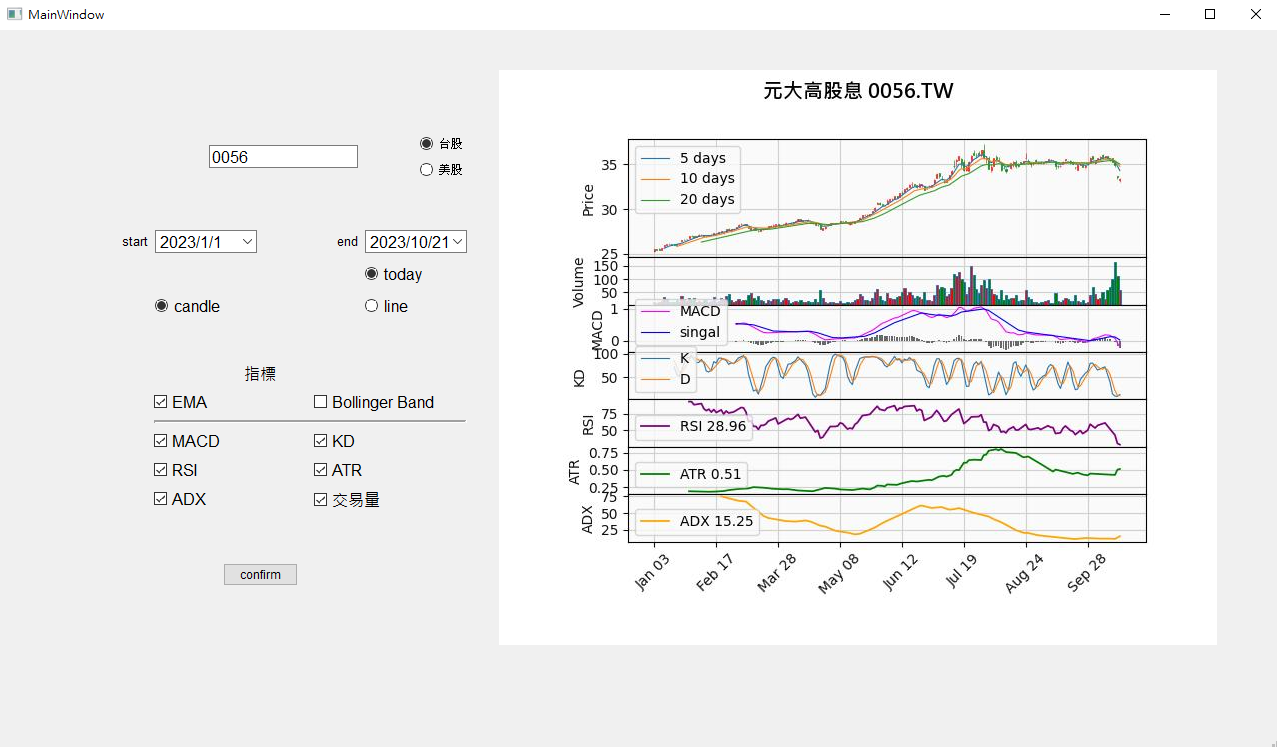 MainWindow
0056
台股
美股
start 2023/1/1 end 2023/10/21
today
candle line
指標
EMA Bollinger Band
MACD KD
RSI ATR
ADX 交易量
confirm
元大高股息 0056.TW
Price
35
30
25
5 days
10 days
20 days
Volume
150
100
50
MACD
1
0
MACD
singal
KD
100
50
K
D
RSI
75
50
RSI 28.96
ATR
0.75
0.50
0.25
ATR 0.51
ADX
75
50
25
ADX 15.25
Jan 03 Feb 17 Mar 28 May 08 Jun 12 Jul 19 Aug 24 Sep 28